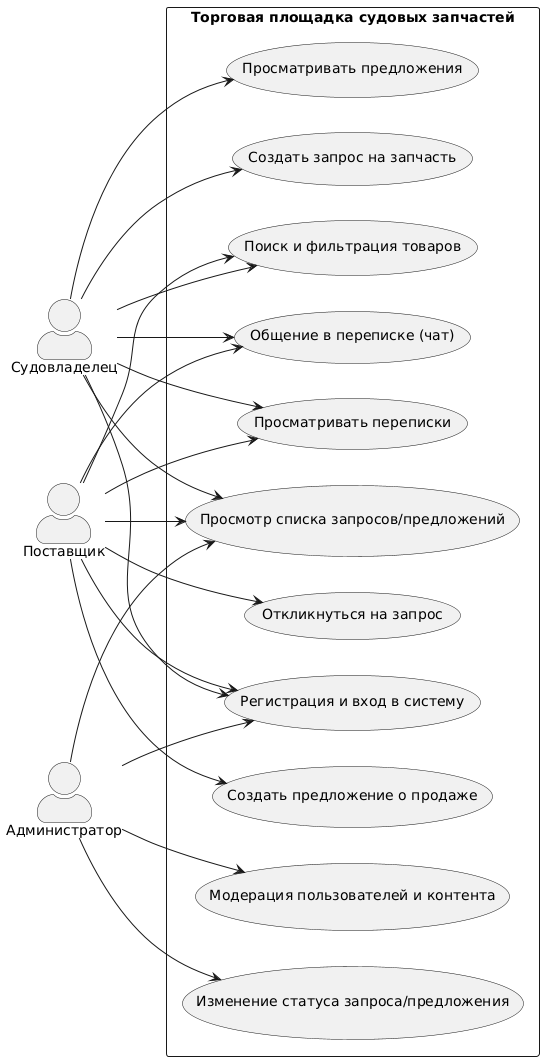 Торговая площадка судовых запчастей
Просматривать предложения
Создать запрос на запчасть
Поиск и фильтрация товаров
Общение в переписке (чат)
Судовладелец
Просматривать переписки
Просмотр списка запросов/предложений
Поставщик
Откликнуться на запрос
Регистрация и вход в систему
Создать предложение о продаже
Администратор
Модерация пользователей и контента
Изменение статуса запроса/предложения